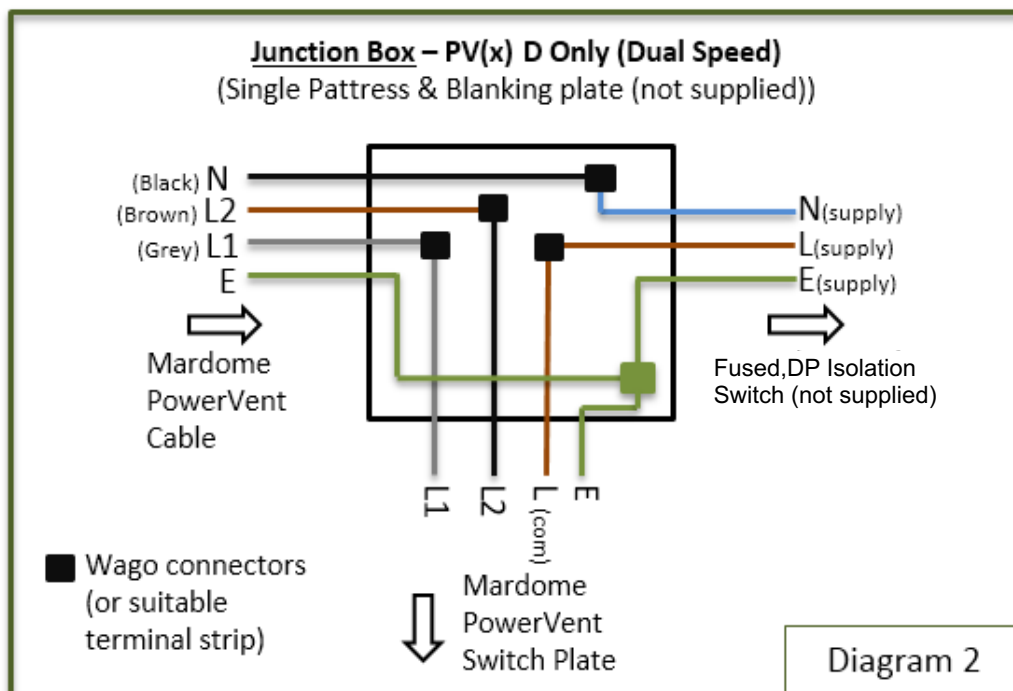 Junction Box – PV(x) D Only (Dual Speed)
(Single Pattress & Blanking plate (not supplied))
(Black) N
(Brown) L2
(Grey) L1
E
Mardome
PowerVent
Cable
N(supply)
L(supply)
E(supply)
Fused,DP Isolation
Switch (not supplied)
L1
L2
L (com)
E
Wago connectors
(or suitable
terminal strip)
Mardome
PowerVent
Switch Plate
Diagram 2